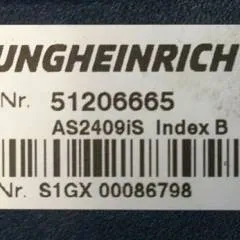 UNGHEINRICH
Nr. 51206665
AS2409iS Index B
Nr. S1GX 00086798